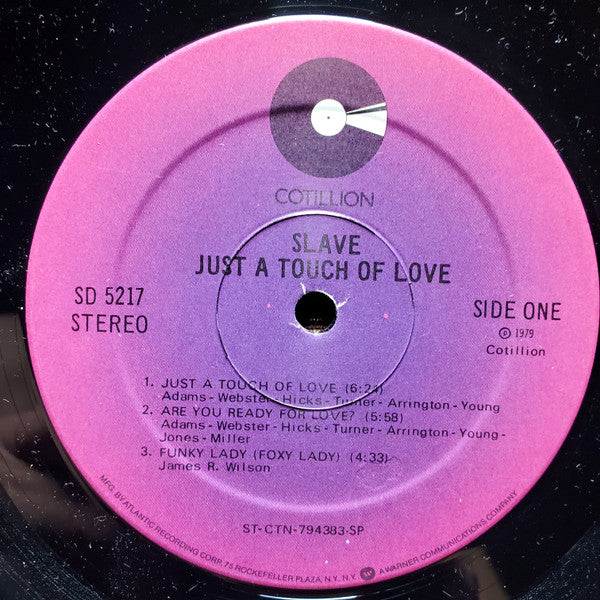 COTILLION
SLAVE
JUST A TOUCH OF LOVE
SD 5217
STEREO
SIDE ONE
Ⓟ 1979
Cotillion
1. JUST A TOUCH OF LOVE (6:24)
Adams-Webster-Hicks-Turner-Arrington-Young
2. ARE YOU READY FOR LOVE? (5:58)
Adams-Webster-Hicks-Turner-Arrington-Young-
Jones-Miller
3. FUNKY LADY (FOXY LADY) (4:33)
James R. Wilson
ST-CTN-794383-SP
MFG. BY ATLANTIC RECORDING CORP., 75 ROCKEFELLER PLAZA, N.Y., N.Y. A WARNER COMMUNICATIONS COMPANY